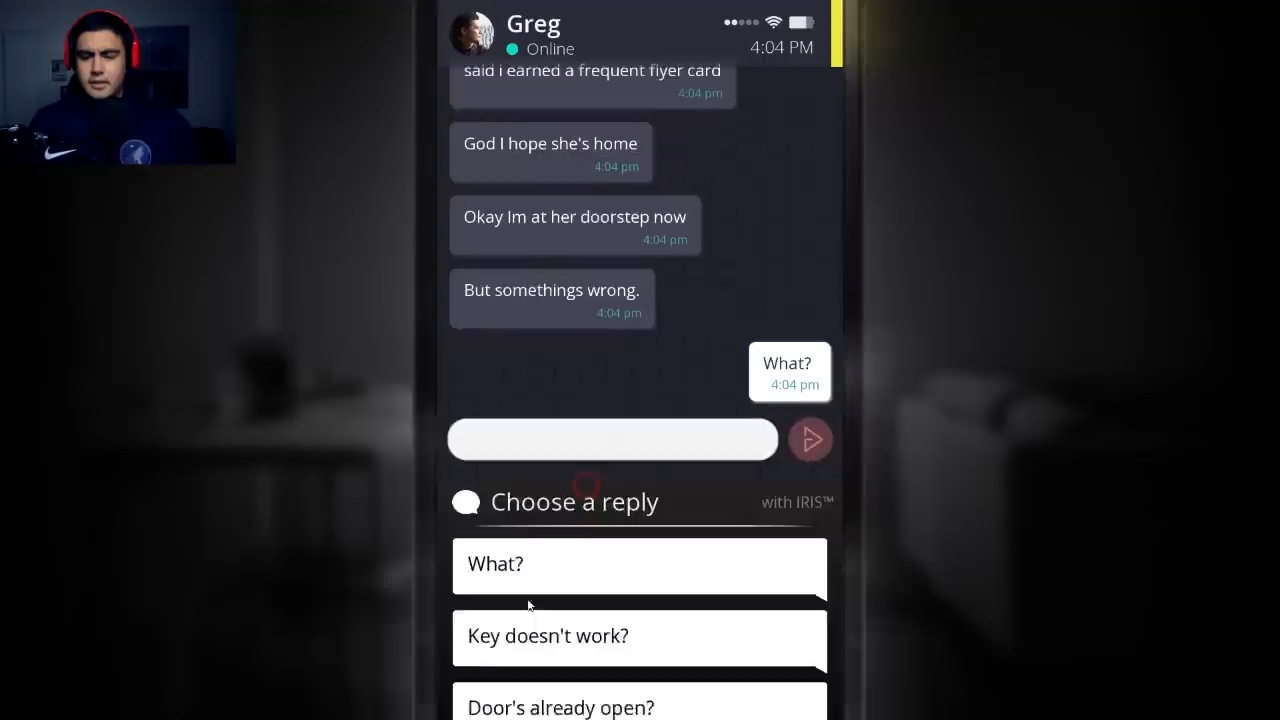 Greg
Online
4:04 PM
said i earned a frequent flyer card
4:04 pm
God I hope she's home
4:04 pm
Okay Im at her doorstep now
4:04 pm
But somethings wrong.
4:04 pm
What?
4:04 pm
Choose a reply
with IRIS™
What?
Key doesn't work?
Door's already open?